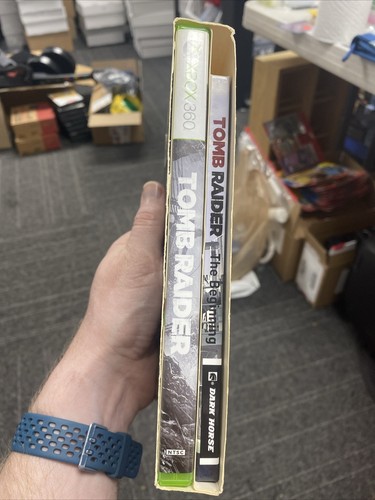 XBOX 360
TOMB RAIDER
NTSC
TOMB RAIDER
The Beginning
DARK HORSE